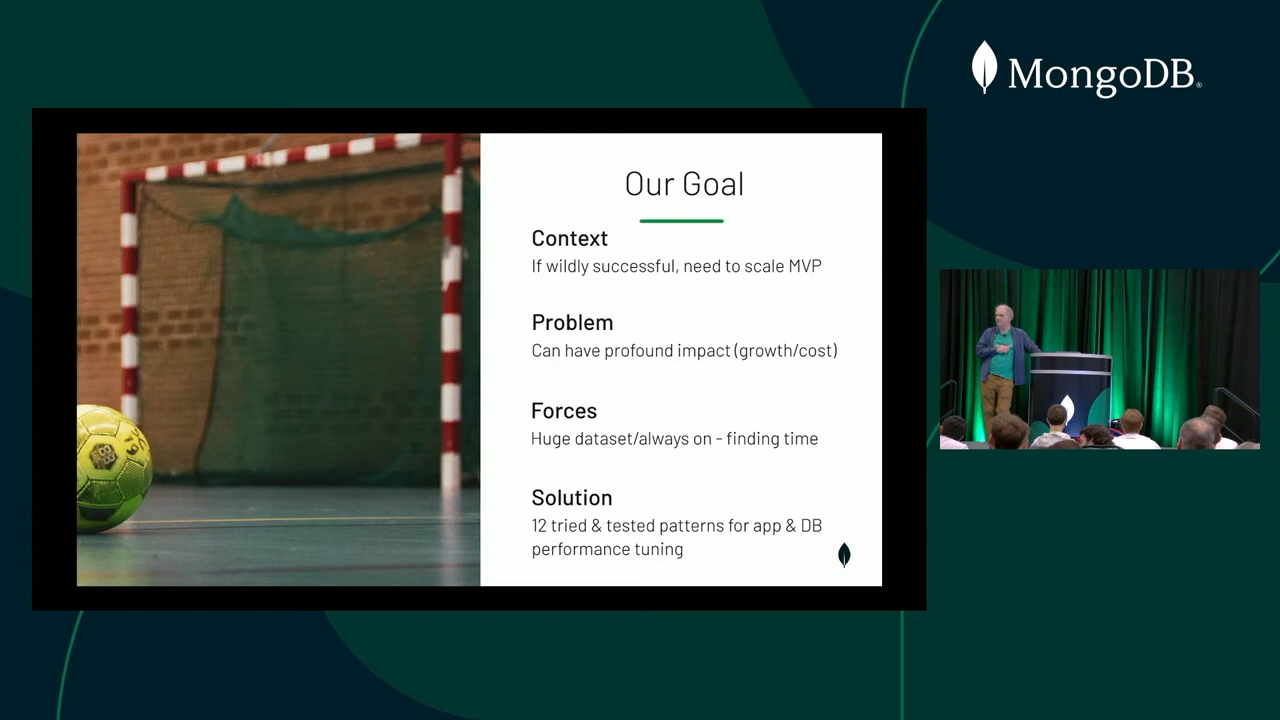 MongoDB®
Our Goal
Context
If wildly successful, need to scale MVP
Problem
Can have profound impact (growth/cost)
Forces
Huge dataset/always on - finding time
Solution
12 tried & tested patterns for app & DB
performance tuning